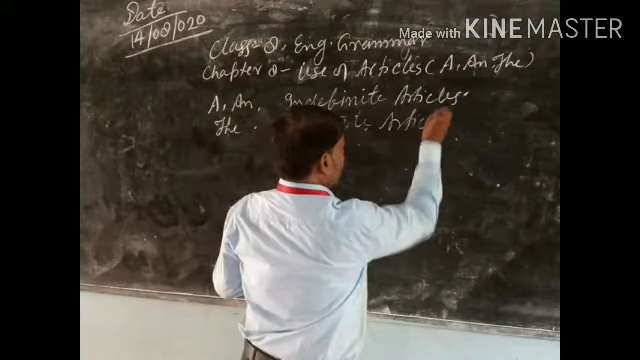 Made with KINEMASTER
Date
14/08/020
Class-8. Eng. Grammar
Chapter 8- Use of Articles (A, An The)
A, An, Indefinite Articles.
The.